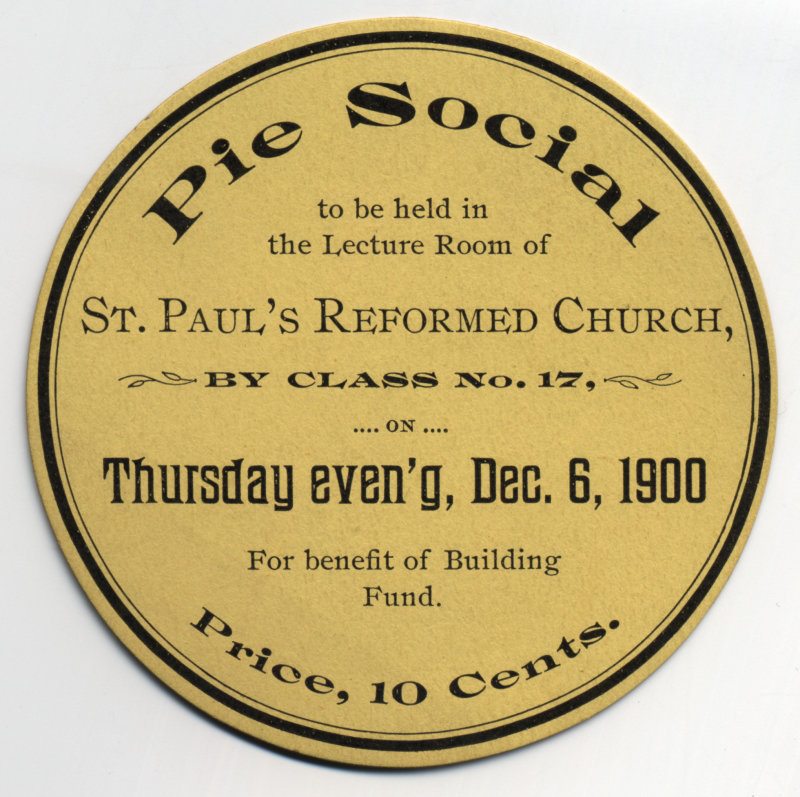 Pie Social
to be held in
the Lecture Room of
St. Paul's Reformed Church,
BY CLASS No. 17,
.... ON ....
Thursday even'g, Dec. 6, 1900
For benefit of Building
Fund.
Price, 10 Cents.